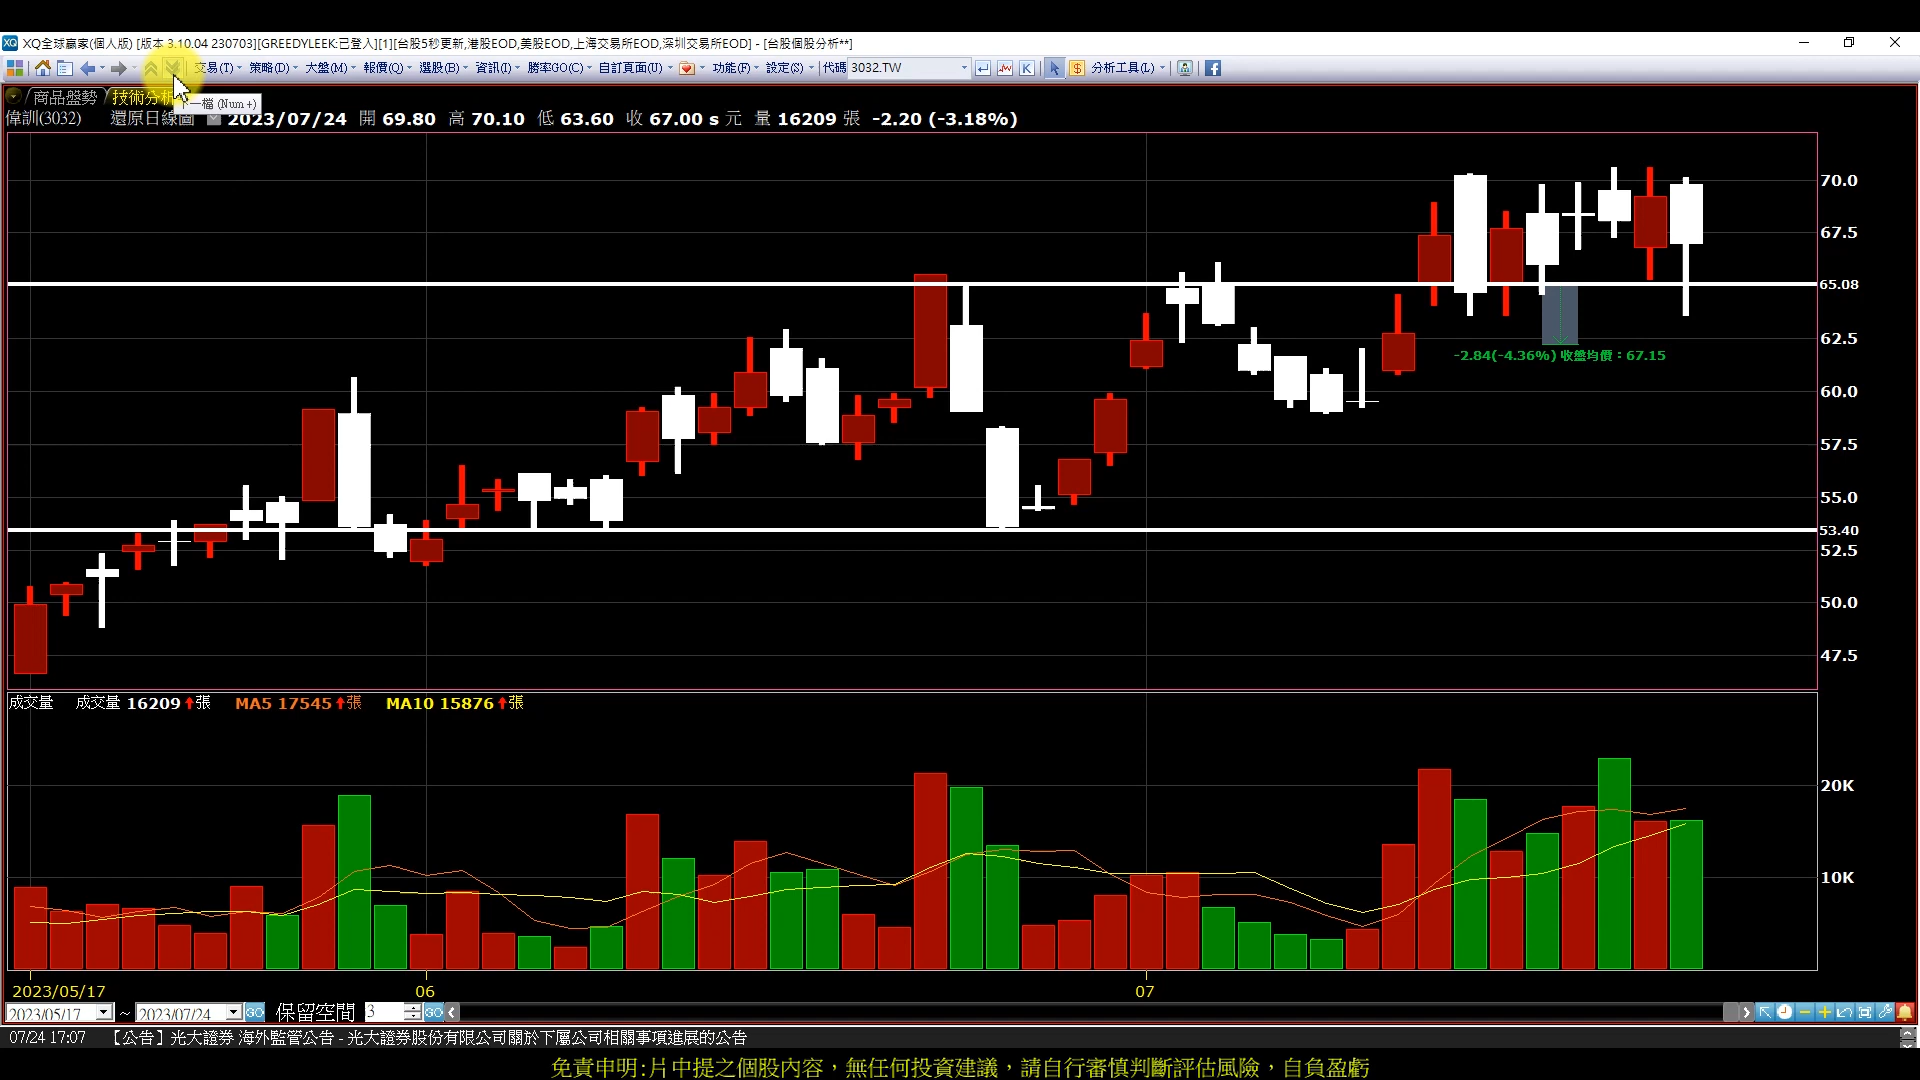 XQ全球贏家(個人版) [版本 3.10.04 230703][GREEDYLEEK:已登入][1][台股5秒更新,港股EOD,美股EOD,上海交易所EOD,深圳交易所EOD] - [台股個股分析**]
交易(T) 策略(D) 大盤(M) 報價(Q) 選股(B) 資訊(I) 勝率GO(C) 自訂頁面(U) 功能(F) 設定(S) 代碼 3032.TW K $ 分析工具(L)
商品盤勢 技術分析
下一檔 (Num +)
偉訓(3032) 還原日線圖 2023/07/24 開 69.80 高 70.10 低 63.60 收 67.00 s 元 量 16209 張 -2.20 (-3.18%)
70.0
67.5
65.08
62.5
-2.84(-4.36%) 收盤均價：67.15
60.0
57.5
55.0
53.40
52.5
50.0
47.5
成交量 成交量 16209 張 MA5 17545 張 MA10 15876 張
20K
10K
2023/05/17 06 07
2023/05/17 ~ 2023/07/24 GO 保留空間 3 GO
07/24 17:07 【公告】光大證券 海外監管公告 - 光大證券股份有限公司關於下屬公司相關事項進展的公告
免責申明:片中提之個股內容，無任何投資建議，請自行審慎判斷評估風險，自負盈虧